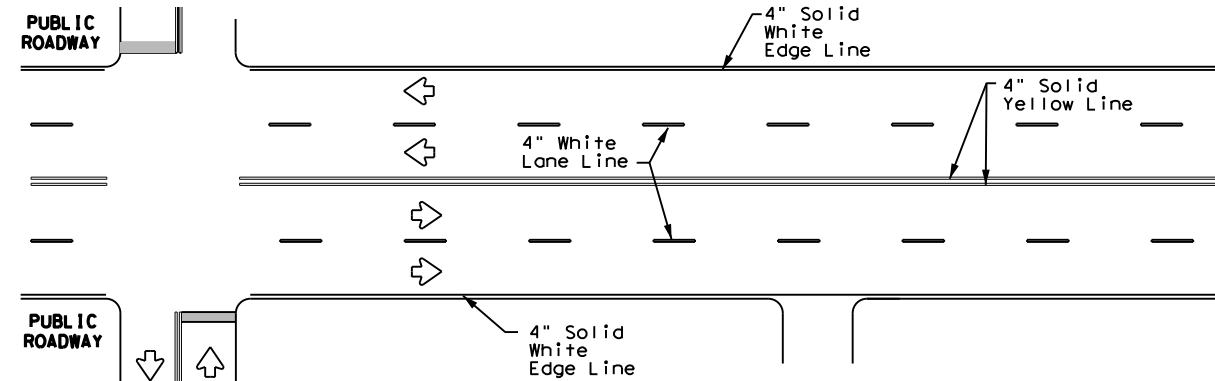 PUBLIC
ROADWAY
4" Solid
White
Edge Line
4" Solid
Yellow Line
4" White
Lane Line
PUBLIC
ROADWAY
4" Solid
White
Edge Line